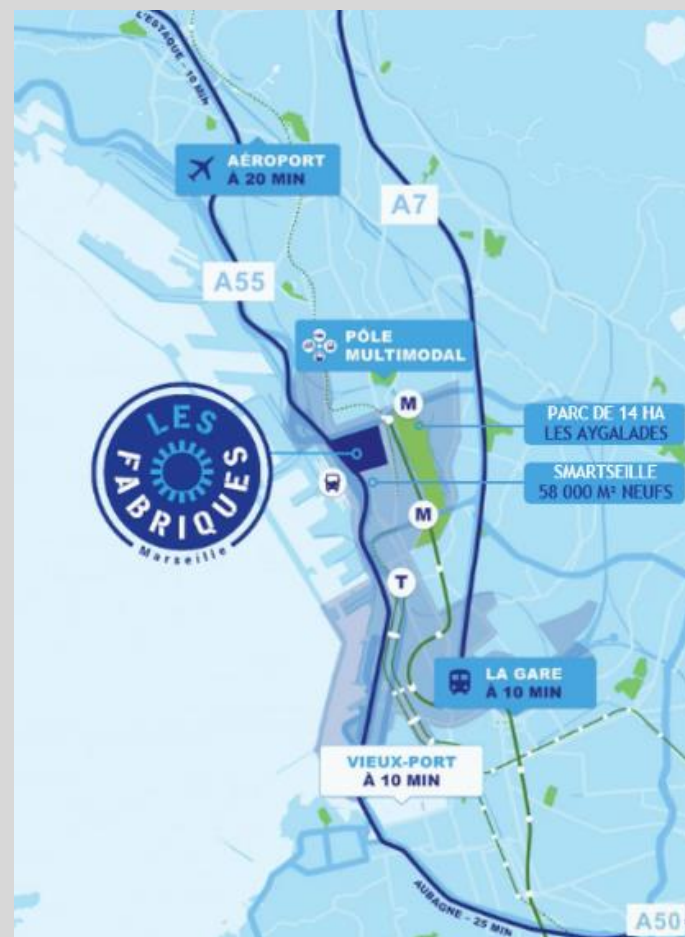 L'ESTAQUE - 10 MIN
AÉROPORT
À 20 MIN
A7
A55
PÔLE
MULTIMODAL
M
LES
FABRIQUES
Marseille
PARC DE 14 HA
LES AYGALADES
SMARTSEILLE
58 000 M² NEUFS
M
T
LA GARE
À 10 MIN
VIEUX-PORT
À 10 MIN
AUBAGNE - 25 MIN
A50